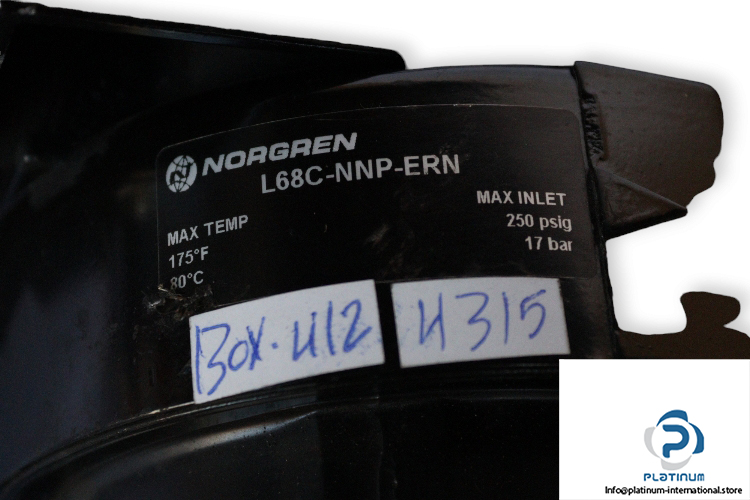 NORGREN
L68C-NNP-ERN
MAX TEMP
175°F
80°C
MAX INLET
250 psig
17 bar
BOX.412
4315
PLATINUM
Info@platinum-international.store